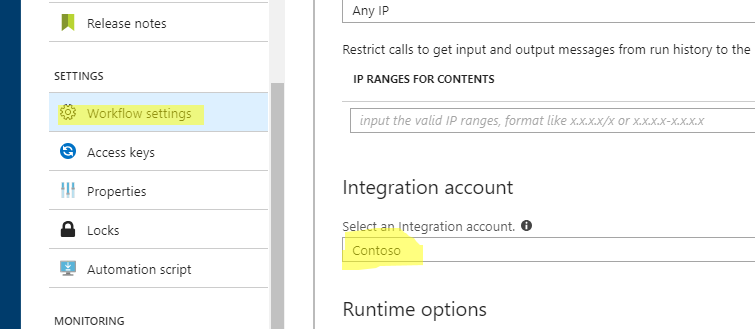 Release notes
SETTINGS
Workflow settings
Access keys
Properties
Locks
Automation script
MONITORING
Any IP
Restrict calls to get input and output messages from run history to the
IP RANGES FOR CONTENTS
input the valid IP ranges, format like x.x.x.x/x or x.x.x.x-x.x.x.x
Integration account
Select an Integration account.
Contoso
Runtime options